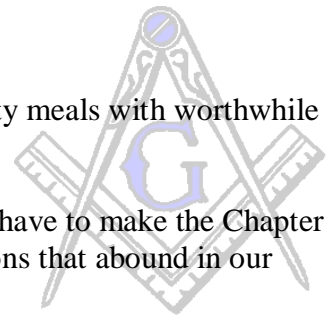 ty meals with worthwhile
G
have to make the Chapter
ons that abound in our